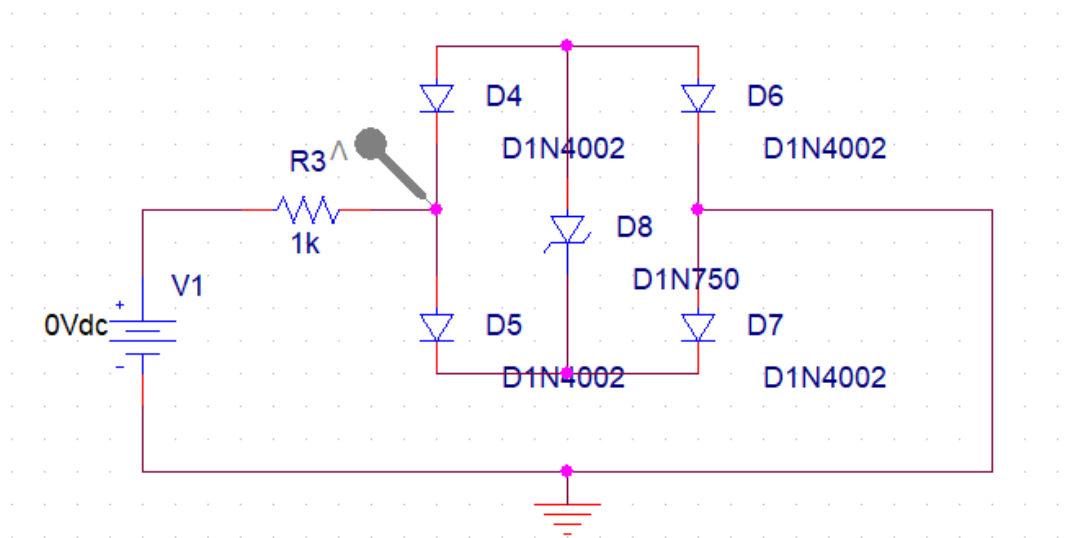 D4
D1N4002
D6
D1N4002
R3
V
1k
D8
D1N750
V1
+
0Vdc
-
D5
D1N4002
D7
D1N4002